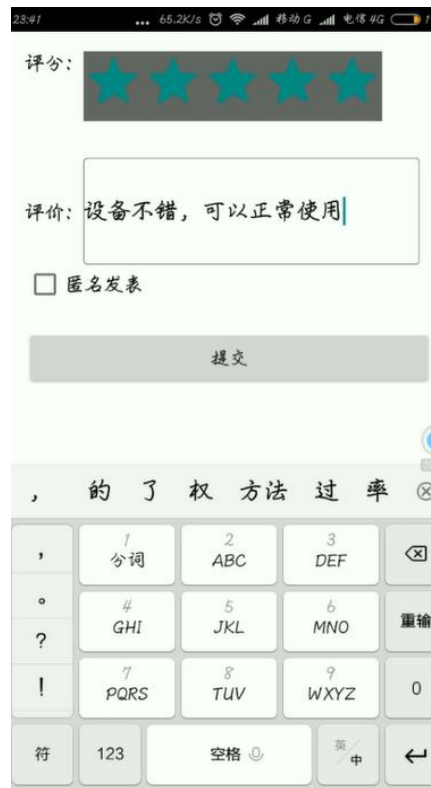 23:41 ... 65.2K/s 移动 G 电信 4G
评分:
评价: 设备不错，可以正常使用
匿名发表
提交
， 的 了 权 方法 过 率
， 1 分词 2 ABC 3 DEF
。 4 GHI 5 JKL 6 MNO 重输
? 
! 7 PQRS 8 TUV 9 WXYZ 0
符 123 空格 英/中